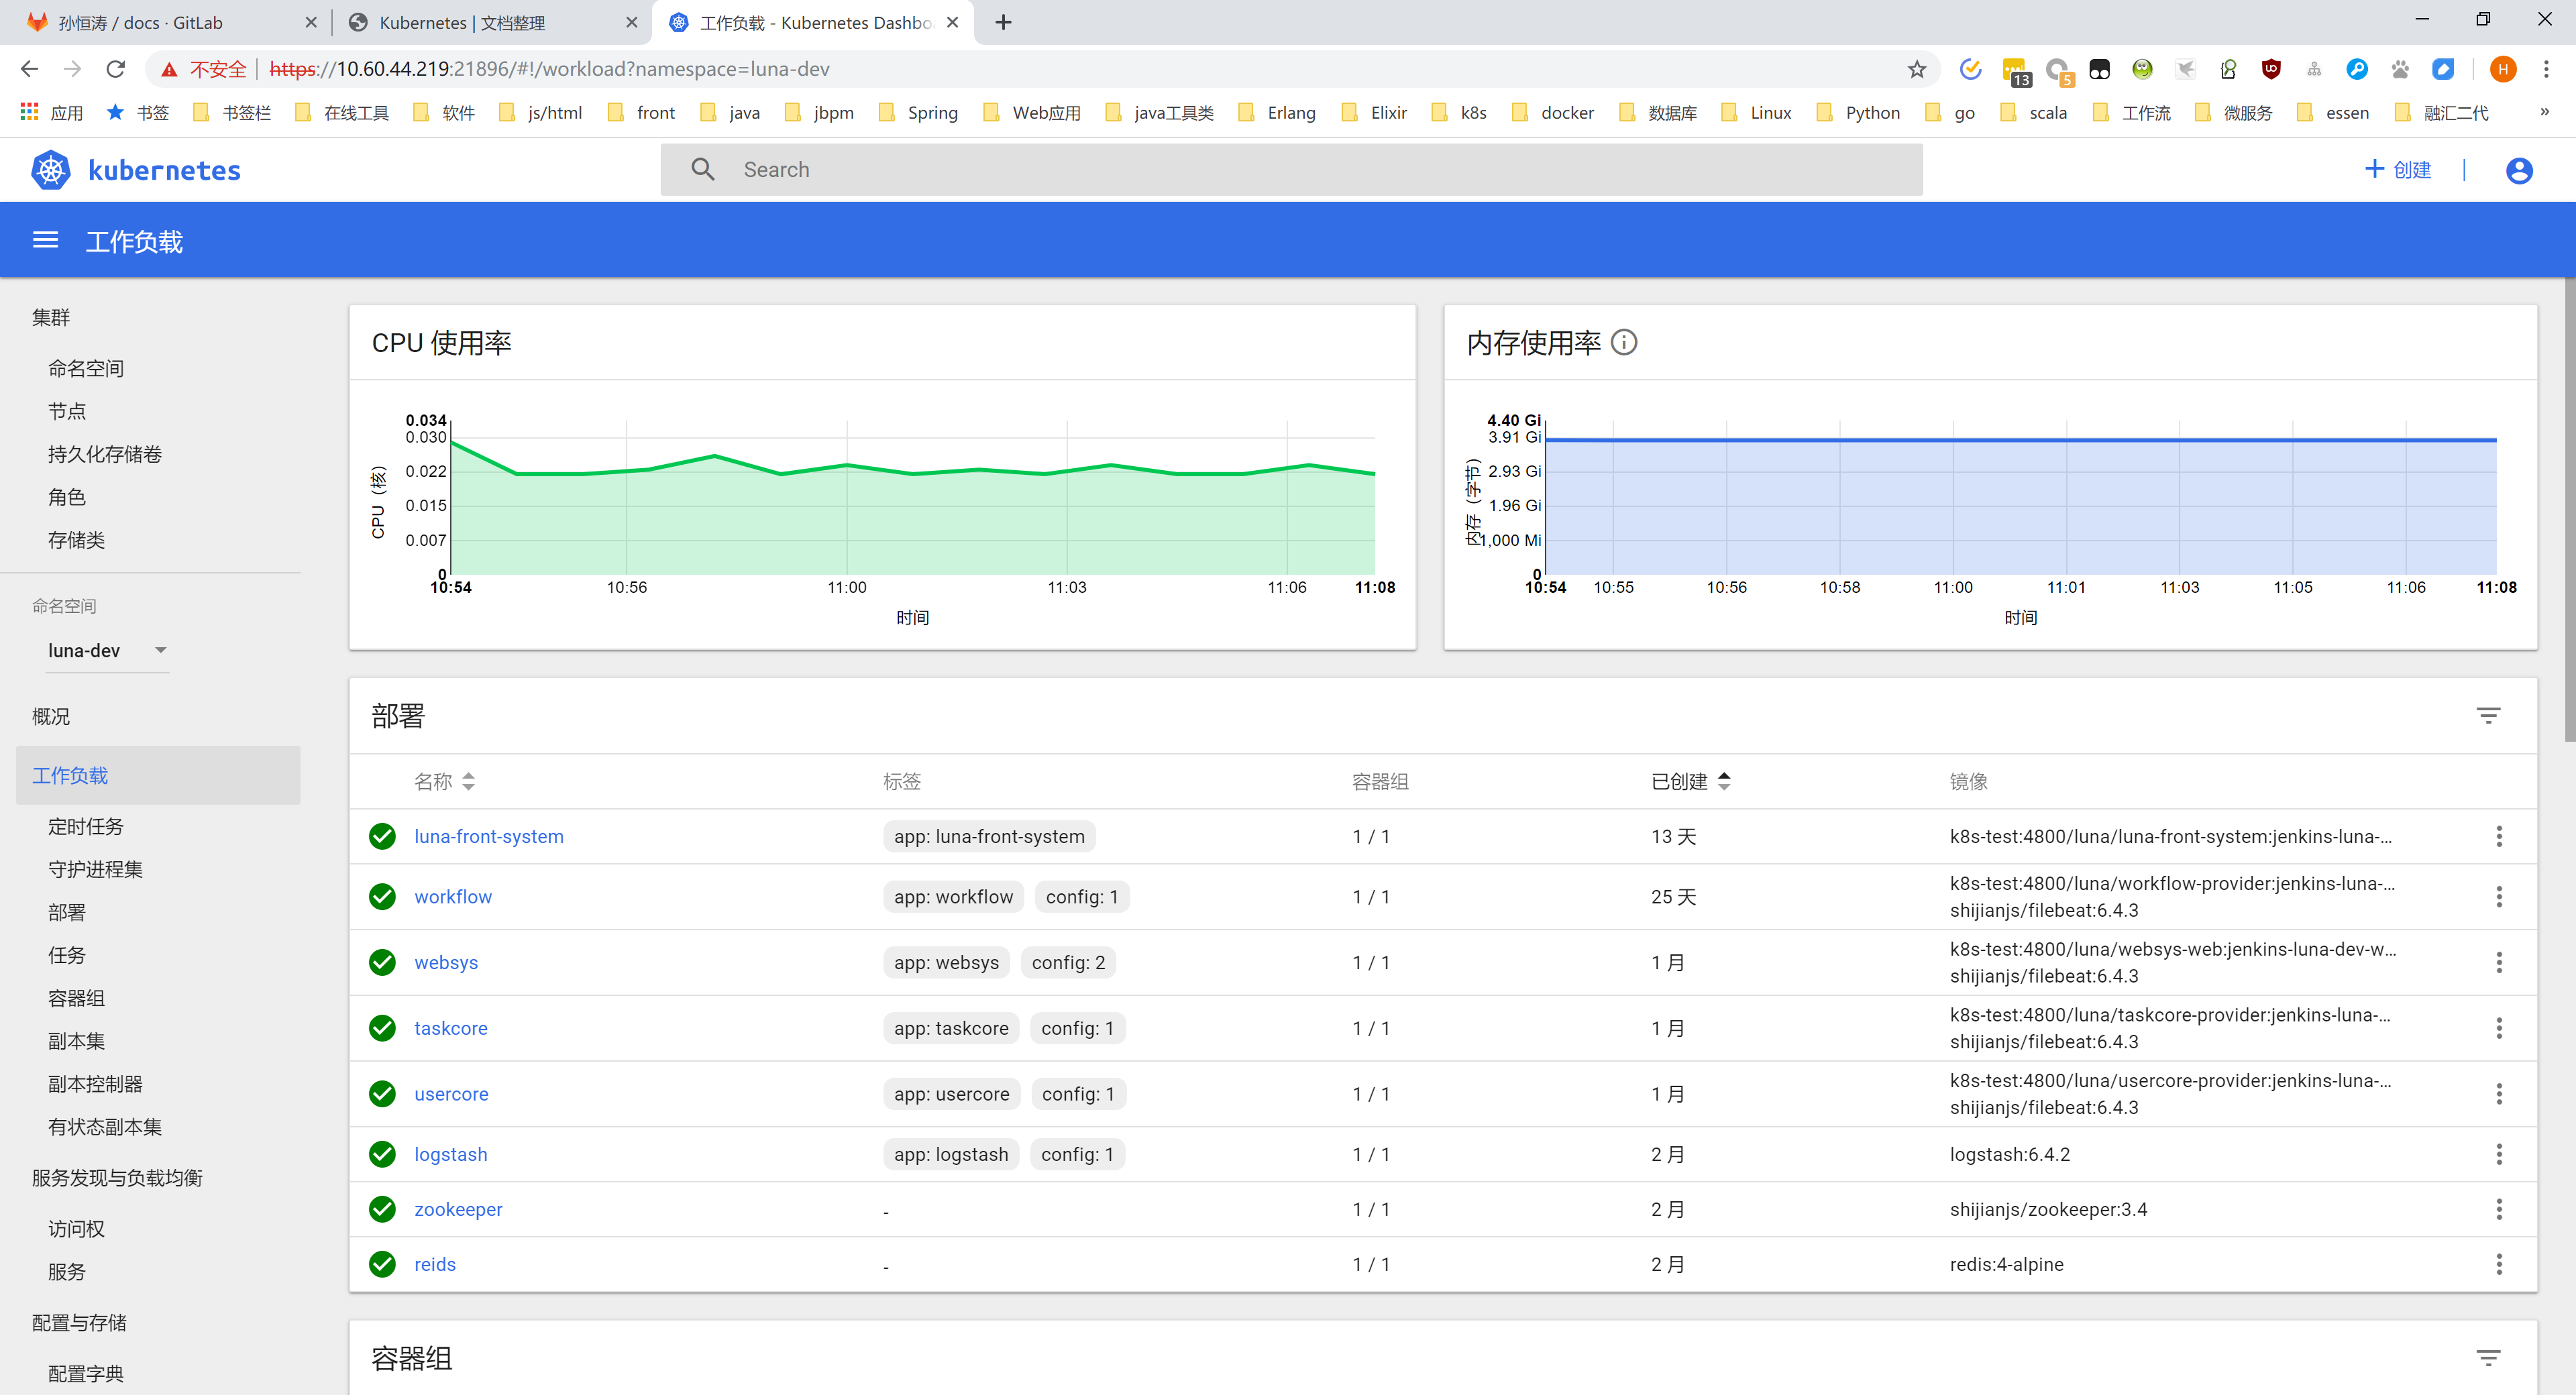 孙恒涛 / docs · GitLab
Kubernetes | 文档整理
工作负载 - Kubernetes Dashbo
不安全 | https://10.60.44.219:21896/#!/workload?namespace=luna-dev
13
5
H
应用 书签 书签栏 在线工具 软件 js/html front java jbpm Spring Web应用 java工具类 Erlang Elixir k8s docker 数据库 Linux Python go scala 工作流 微服务 essen 融汇二代 »
kubernetes
Search
+ 创建 |
工作负载
集群
命名空间
节点
持久化存储卷
角色
存储类
命名空间
luna-dev
概况
工作负载
定时任务
守护进程集
部署
任务
容器组
副本集
副本控制器
有状态副本集
服务发现与负载均衡
访问权
服务
配置与存储
配置字典
CPU 使用率
CPU（核）
0.034
0.030
0.022
0.015
0.007
0
10:54 10:56 11:00 11:03 11:06 11:08
时间
内存使用率
内存（字节）
4.40 Gi
3.91 Gi
2.93 Gi
1.96 Gi
1,000 Mi
0
10:54 10:55 10:56 10:58 11:00 11:01 11:03 11:05 11:06 11:08
时间
部署
名称 标签 容器组 已创建 镜像
luna-front-system app: luna-front-system 1 / 1 13 天 k8s-test:4800/luna/luna-front-system:jenkins-luna-...
workflow app: workflow config: 1 1 / 1 25 天 k8s-test:4800/luna/workflow-provider:jenkins-luna-...
shijianjs/filebeat:6.4.3
websys app: websys config: 2 1 / 1 1 月 k8s-test:4800/luna/websys-web:jenkins-luna-dev-w...
shijianjs/filebeat:6.4.3
taskcore app: taskcore config: 1 1 / 1 1 月 k8s-test:4800/luna/taskcore-provider:jenkins-luna-...
shijianjs/filebeat:6.4.3
usercore app: usercore config: 1 1 / 1 1 月 k8s-test:4800/luna/usercore-provider:jenkins-luna-...
shijianjs/filebeat:6.4.3
logstash app: logstash config: 1 1 / 1 2 月 logstash:6.4.2
zookeeper - 1 / 1 2 月 shijianjs/zookeeper:3.4
reids - 1 / 1 2 月 redis:4-alpine
容器组